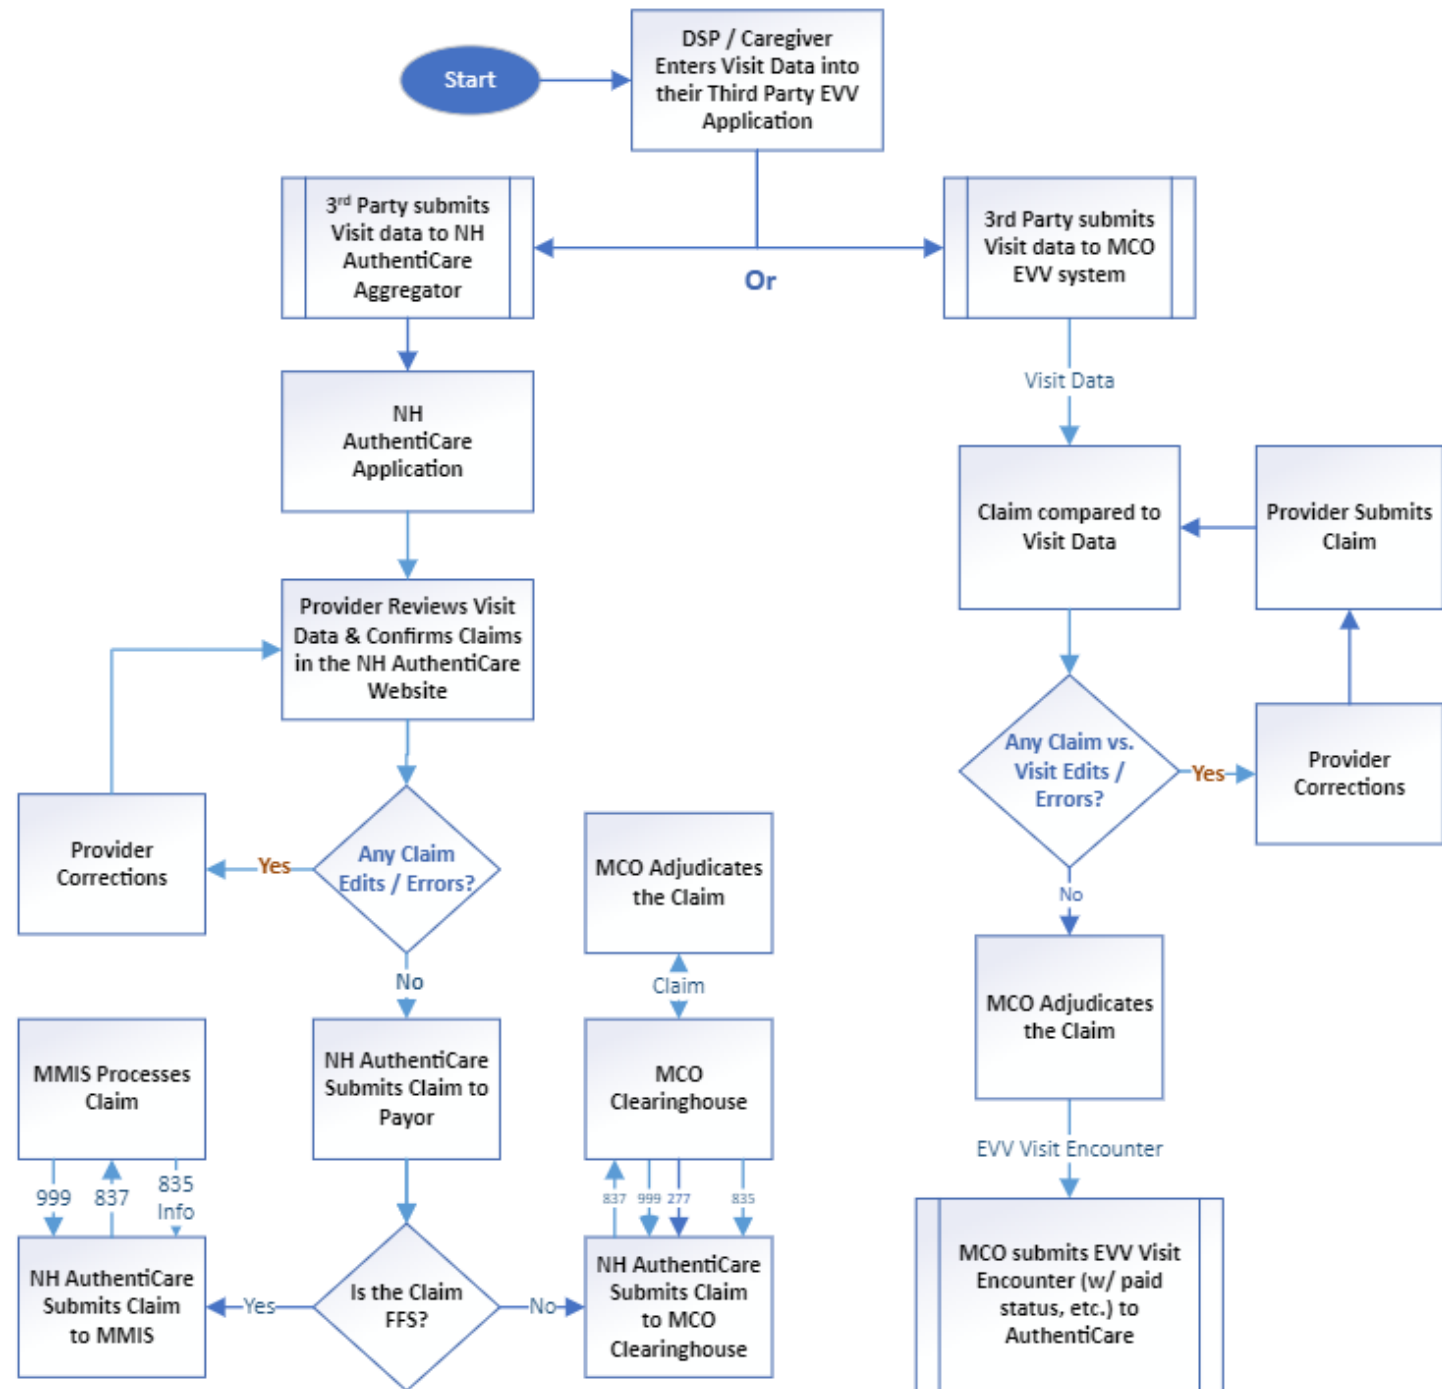 Start
DSP / Caregiver
Enters Visit Data into
their Third Party EVV
Application
3rd Party submits
Visit data to NH
AuthentiCare
Aggregator
Or
3rd Party submits
Visit data to MCO
EVV system
Visit Data
NH
AuthentiCare
Application
Claim compared to
Visit Data
Provider Submits
Claim
Provider Reviews Visit
Data & Confirms Claims
in the NH AuthentiCare
Website
Any Claim vs.
Visit Edits /
Errors?
Yes
Provider
Corrections
Provider
Corrections
Yes
Any Claim
Edits / Errors?
MCO Adjudicates
the Claim
No
No
Claim
MCO Adjudicates
the Claim
MMIS Processes
Claim
NH AuthentiCare
Submits Claim to
Payor
MCO
Clearinghouse
EVV Visit Encounter
999
837
835
Info
837
999
277
835
NH AuthentiCare
Submits Claim
to MMIS
Yes
Is the Claim
FFS?
No
NH AuthentiCare
Submits Claim
to MCO
Clearinghouse
MCO submits EVV Visit
Encounter (w/ paid
status, etc.) to
AuthentiCare